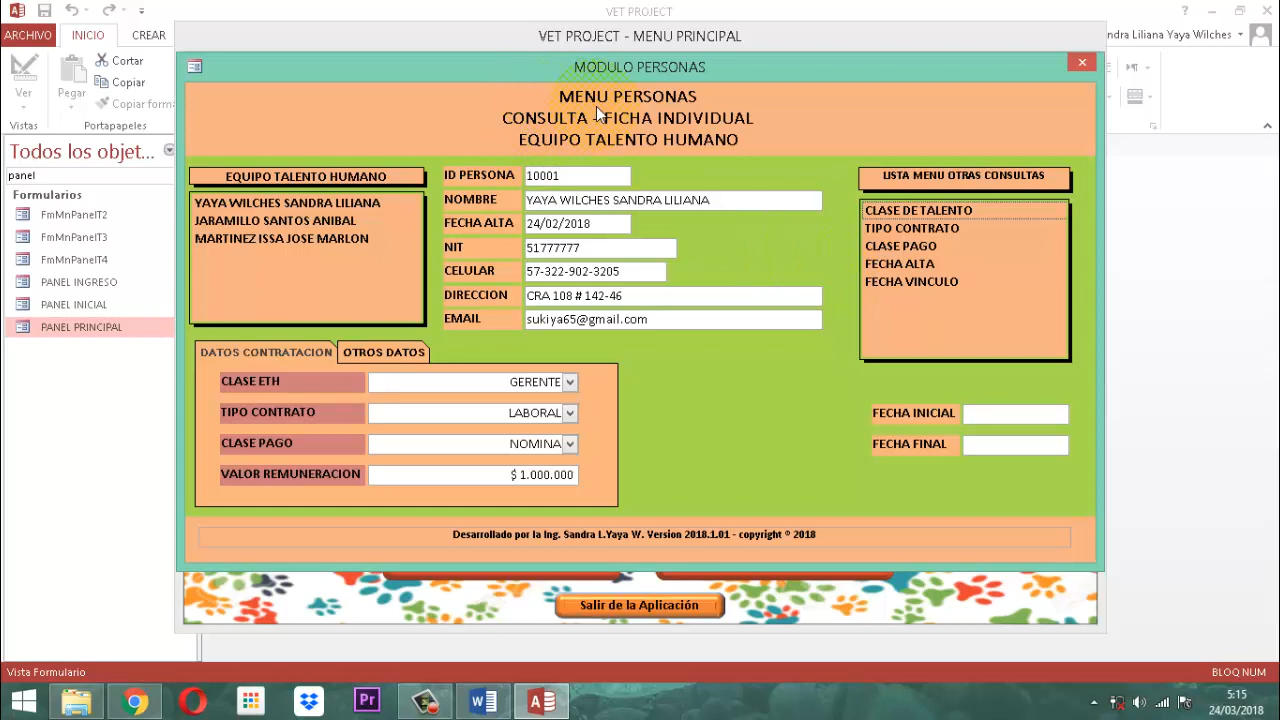 VET PROJECT
ARCHIVO
INICIO
CREAR
Ver
Vistas
Pegar
Cortar
Copiar
Copiar form
Portapapeles
ndra Liliana Yaya Wilches
Todos los objet...
panel
Formularios
FmMnPanelT2
FmMnPanelT3
FmMnPanelT4
PANEL INGRESO
PANEL INICIAL
PANEL PRINCIPAL
VET PROJECT - MENU PRINCIPAL
MODULO PERSONAS
MENU PERSONAS
CONSULTA - FICHA INDIVIDUAL
EQUIPO TALENTO HUMANO
EQUIPO TALENTO HUMANO
YAYA WILCHES SANDRA LILIANA
JARAMILLO SANTOS ANIBAL
MARTINEZ ISSA JOSE MARLON
ID PERSONA 10001
NOMBRE YAYA WILCHES SANDRA LILIANA
FECHA ALTA 24/02/2018
NIT 51777777
CELULAR 57-322-902-3205
DIRECCION CRA 108 # 142-46
EMAIL sukiya65@gmail.com
LISTA MENU OTRAS CONSULTAS
CLASE DE TALENTO
TIPO CONTRATO
CLASE PAGO
FECHA ALTA
FECHA VINCULO
DATOS CONTRATACION OTROS DATOS
CLASE ETH GERENTE
TIPO CONTRATO LABORAL
CLASE PAGO NOMINA
VALOR REMUNERACION $ 1.000.000
FECHA INICIAL
FECHA FINAL
Desarrollado por la Ing. Sandra L.Yaya W. Version 2018.1.01 - copyright ® 2018
Salir de la Aplicación
Vista Formulario
BLOQ NUM
Pr
5:15
24/03/2018